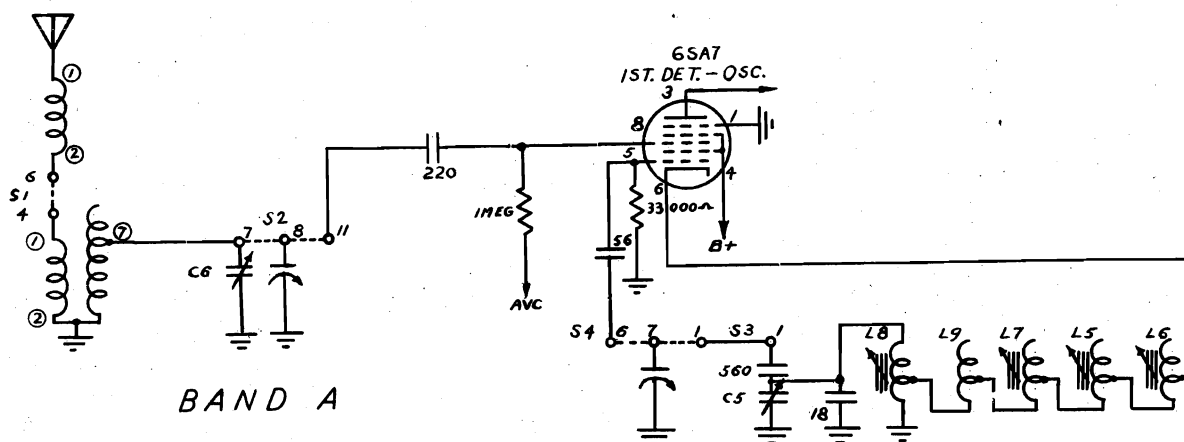 6SA7
1ST. DET.-OSC.
3
8
1
5
6
4
33000Ω
B+
220
1MEG
AVC
56
①
②
6
S1
4
①
②
⑦
S2
7
8
11
C6
S4
6
7
1
S3
1
560
C5
18
L8
L9
L7
L5
L6
BAND A